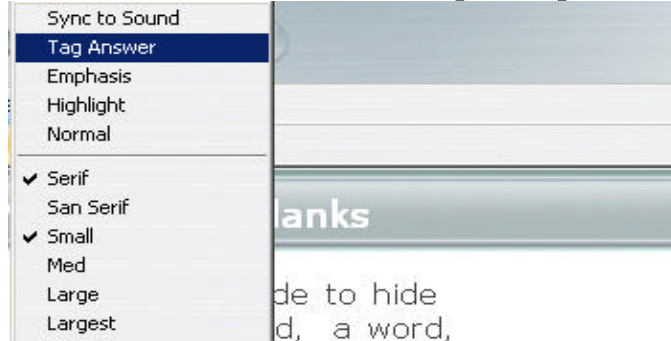 Sync to Sound
Tag Answer
Emphasis
Highlight
Normal
Serif
San Serif
Small
Med
Large
Largest
lanks
de to hide
d, a word,